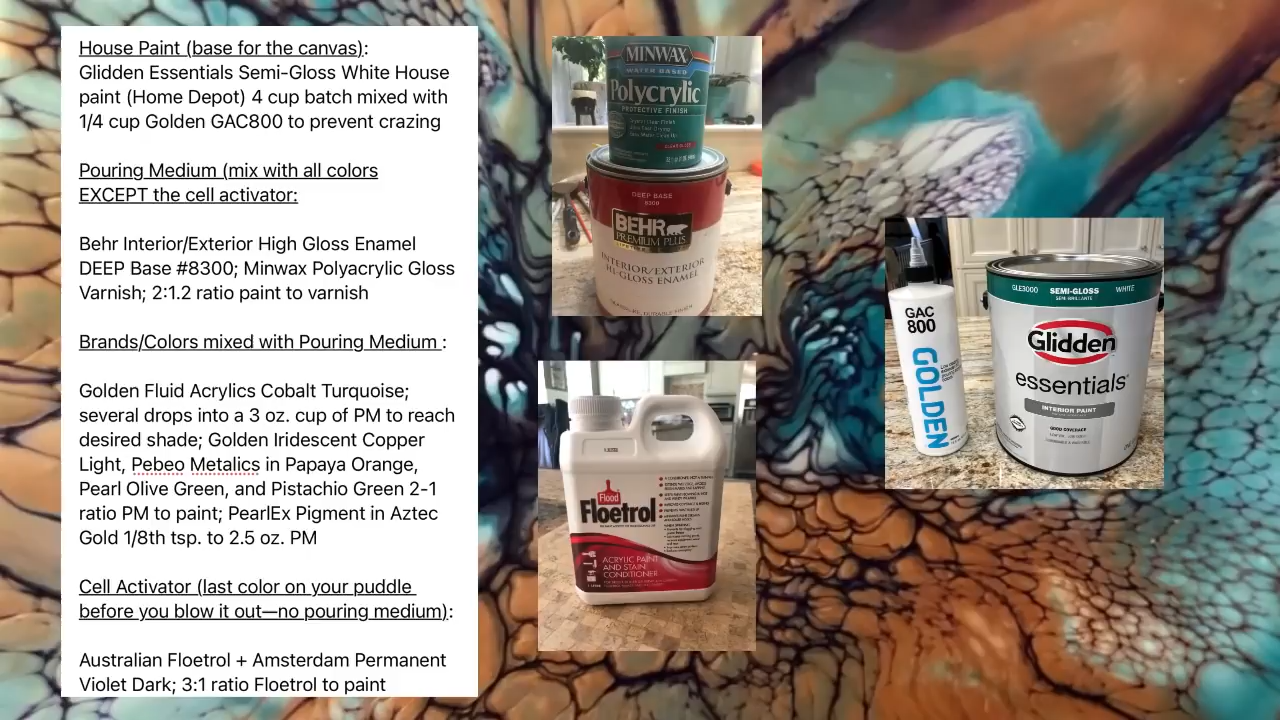 House Paint (base for the canvas):
Glidden Essentials Semi-Gloss White House
paint (Home Depot) 4 cup batch mixed with
1/4 cup Golden GAC800 to prevent crazing
Pouring Medium (mix with all colors
EXCEPT the cell activator:
Behr Interior/Exterior High Gloss Enamel
DEEP Base #8300; Minwax Polyacrylic Gloss
Varnish; 2:1.2 ratio paint to varnish
Brands/Colors mixed with Pouring Medium :
Golden Fluid Acrylics Cobalt Turquoise;
several drops into a 3 oz. cup of PM to reach
desired shade; Golden Iridescent Copper
Light, Pebeo Metalics in Papaya Orange,
Pearl Olive Green, and Pistachio Green 2-1
ratio PM to paint; PearlEx Pigment in Aztec
Gold 1/8th tsp. to 2.5 oz. PM
Cell Activator (last color on your puddle
before you blow it out—no pouring medium):
Australian Floetrol + Amsterdam Permanent
Violet Dark; 3:1 ratio Floetrol to paint
MINWAX
WATER BASED
Polycrylic
PROTECTIVE FINISH
DEEP BASE
8300
BEHR
PREMIUM PLUS
INTERIOR/EXTERIOR
HI-GLOSS ENAMEL
Flood
Floetrol
ACRYLIC PAINT
AND STAIN
CONDITIONER
GAC
800
GOLDEN
GLE3000 SEMI-GLOSS WHITE
SEMI-BRILLANTE
Glidden
essentials
INTERIOR PAINT
GOOD COVERAGE